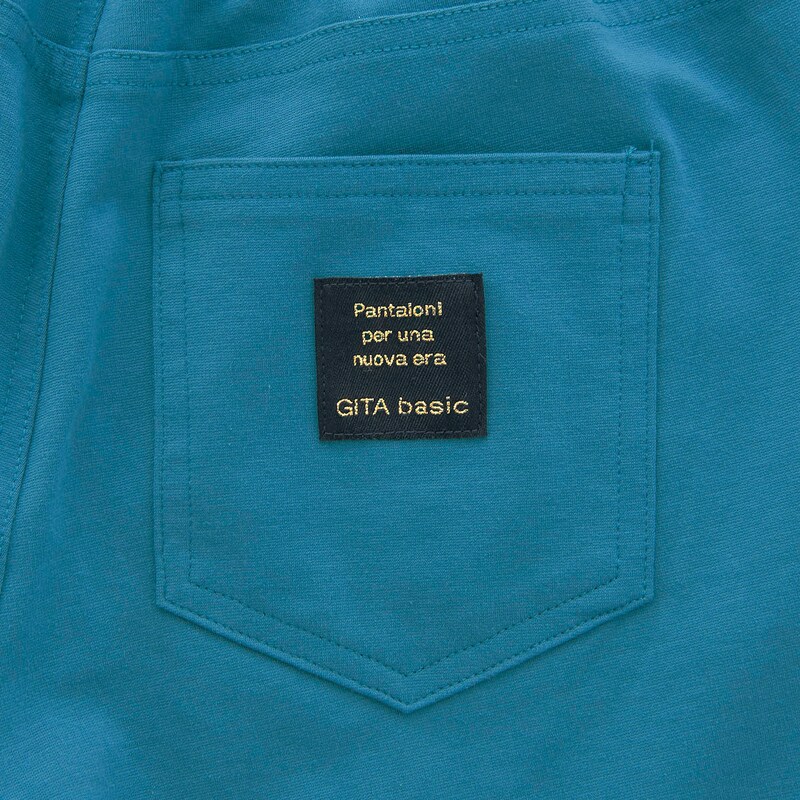 Pantaloni
per una
nuova era
GITA basic